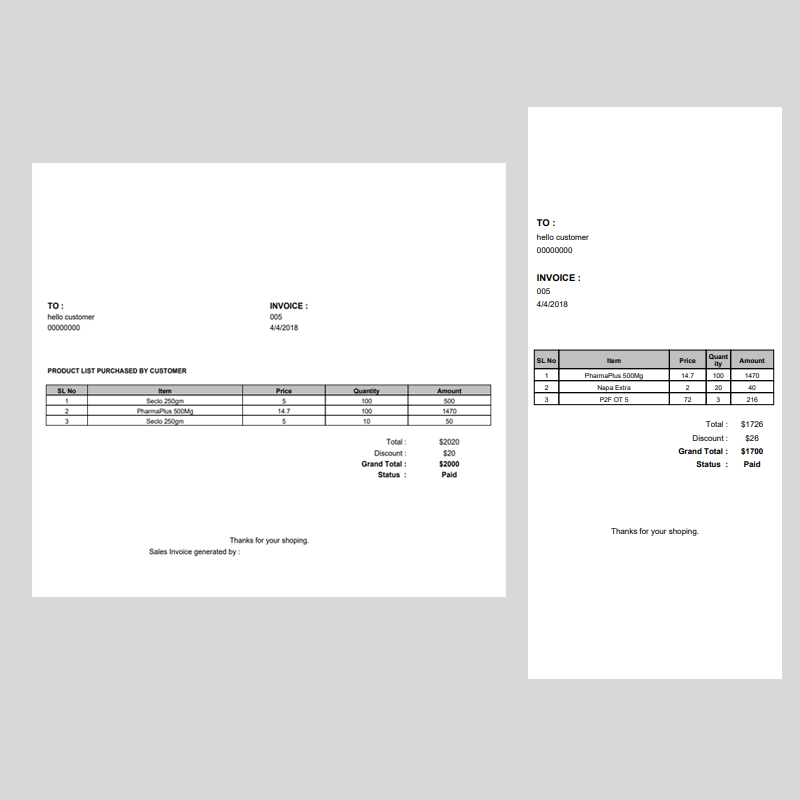 TO :
hello customer
00000000
INVOICE :
005
4/4/2018
PRODUCT LIST PURCHASED BY CUSTOMER
SL No Item Price Quantity Amount
1 Seclo 250gm 5 100 500
2 PharmaPlus 500Mg 14.7 100 1470
3 Seclo 250gm 5 10 50
Total : $2020
Discount : $20
Grand Total : $2000
Status : Paid
Thanks for your shoping.
Sales Invoice generated by :
TO :
hello customer
00000000
INVOICE :
005
4/4/2018
SL No Item Price Quant
ity Amount
1 PharmaPlus 500Mg 14.7 100 1470
2 Napa Extra 2 20 40
3 P2F OT 5 72 3 216
Total : $1726
Discount : $26
Grand Total : $1700
Status : Paid
Thanks for your shoping.